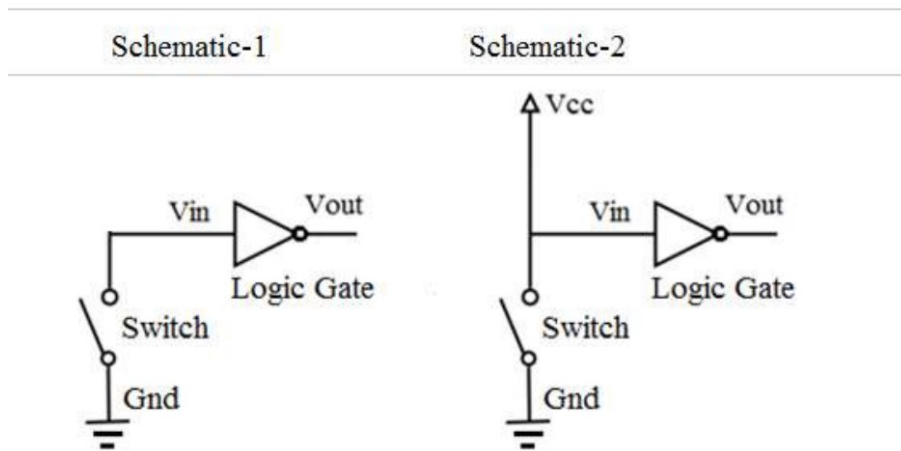 Schematic-1 Schematic-2
Vcc
Vin Vout Vin Vout
Logic Gate Logic Gate
Switch Switch
Gnd Gnd